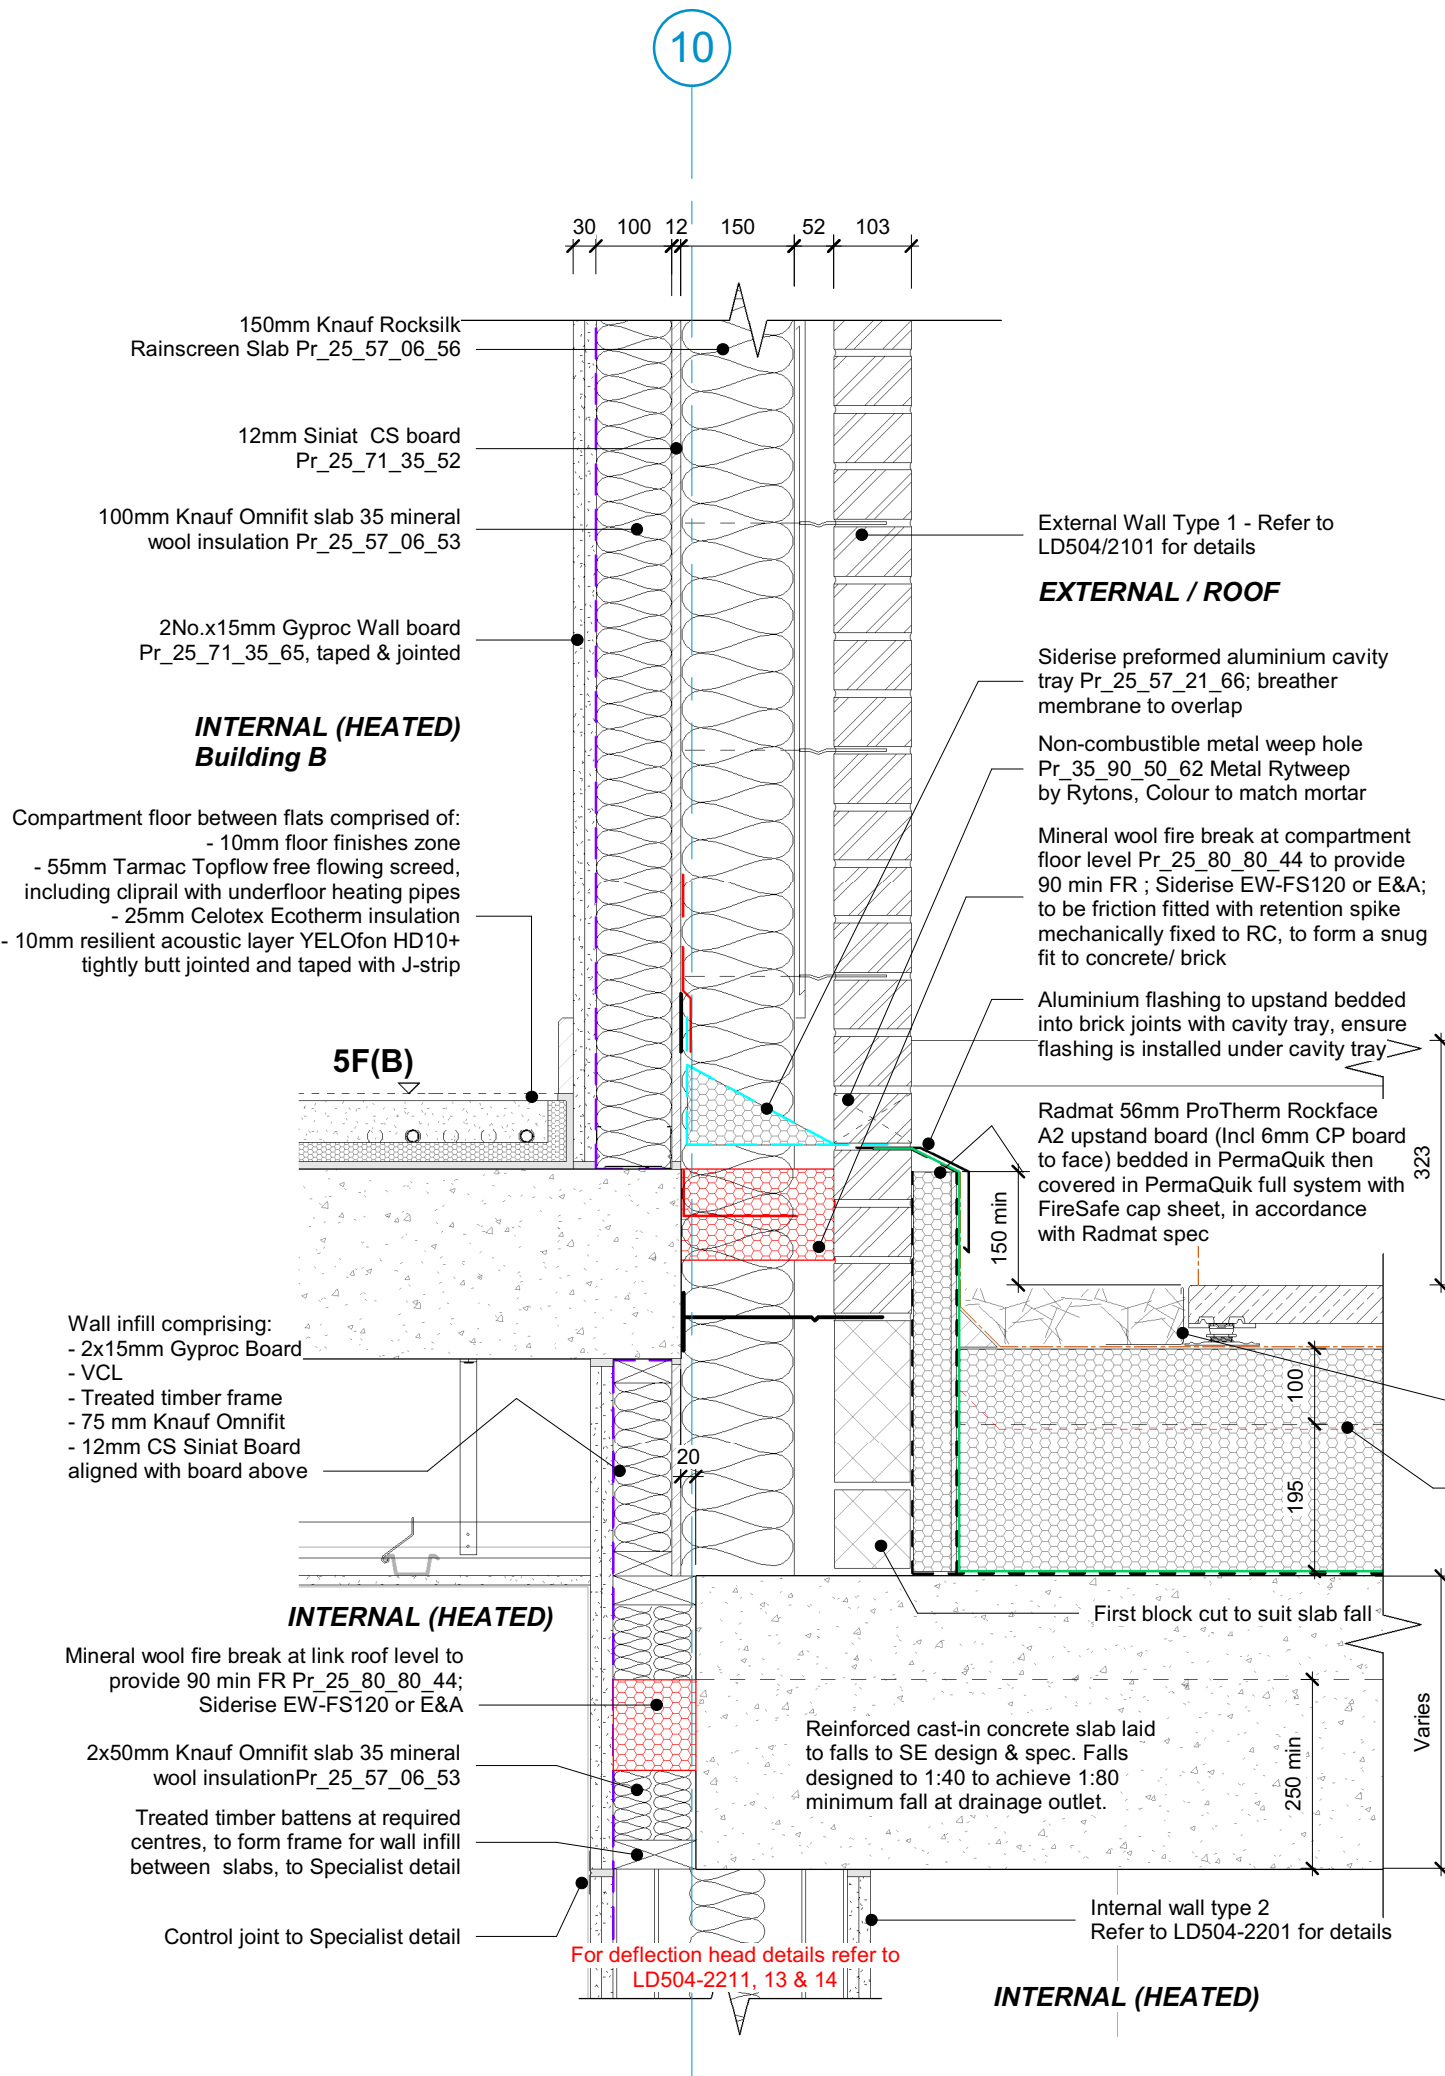 10
30 100 12 150 52 103
150mm Knauf Rocksilk
Rainscreen Slab Pr_25_57_06_56
12mm Siniat  CS board
Pr_25_71_35_52
100mm Knauf Omnifit slab 35 mineral
wool insulation Pr_25_57_06_53
2No.x15mm Gyproc Wall board
Pr_25_71_35_65, taped & jointed
INTERNAL (HEATED)
Building B
Compartment floor between flats comprised of:
- 10mm floor finishes zone
- 55mm Tarmac Topflow free flowing screed,
including cliprail with underfloor heating pipes
- 25mm Celotex Ecotherm insulation
- 10mm resilient acoustic layer YELOfon HD10+
tightly butt jointed and taped with J-strip
5F(B)
External Wall Type 1 - Refer to
LD504/2101 for details
EXTERNAL / ROOF
Siderise preformed aluminium cavity
tray Pr_25_57_21_66; breather
membrane to overlap
Non-combustible metal weep hole
Pr_35_90_50_62 Metal Rytweep
by Rytons, Colour to match mortar
Mineral wool fire break at compartment
floor level Pr_25_80_80_44 to provide
90 min FR ; Siderise EW-FS120 or E&A;
to be friction fitted with retention spike
mechanically fixed to RC, to form a snug
fit to concrete/ brick
Aluminium flashing to upstand bedded
into brick joints with cavity tray, ensure
flashing is installed under cavity tray
Radmat 56mm ProTherm Rockface
A2 upstand board (Incl 6mm CP board
to face) bedded in PermaQuik then
covered in PermaQuik full system with
FireSafe cap sheet, in accordance
with Radmat spec
323
150 min
100
195
Wall infill comprising:
- 2x15mm Gyproc Board
- VCL
- Treated timber frame
- 75 mm Knauf Omnifit
- 12mm CS Siniat Board
aligned with board above
20
INTERNAL (HEATED)
Mineral wool fire break at link roof level to
provide 90 min FR Pr_25_80_80_44;
Siderise EW-FS120 or E&A
2x50mm Knauf Omnifit slab 35 mineral
wool insulationPr_25_57_06_53
Treated timber battens at required
centres, to form frame for wall infill
between  slabs, to Specialist detail
Control joint to Specialist detail
First block cut to suit slab fall
Reinforced cast-in concrete slab laid
to falls to SE design & spec. Falls
designed to 1:40 to achieve 1:80
minimum fall at drainage outlet.
250 min
Varies
Internal wall type 2
Refer to LD504-2201 for details
For deflection head details refer to
LD504-2211, 13 & 14
INTERNAL (HEATED)